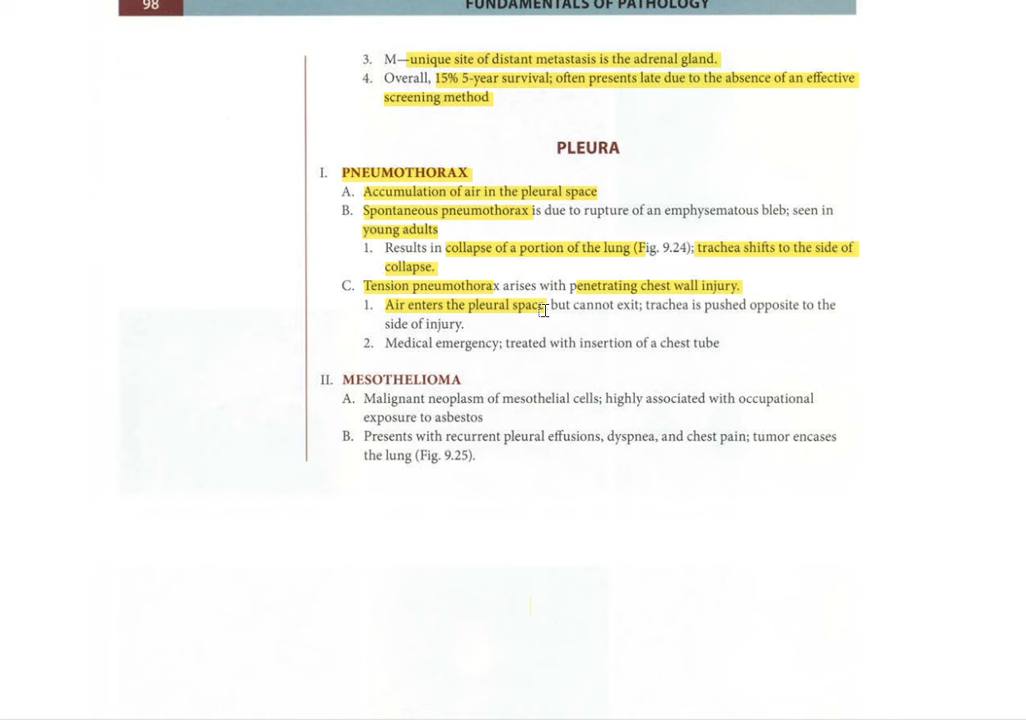 98
FUNDAMENTALS OF PATHOLOGY
3. M—unique site of distant metastasis is the adrenal gland.
4. Overall, 15% 5-year survival; often presents late due to the absence of an effective
screening method
PLEURA
I. PNEUMOTHORAX
A. Accumulation of air in the pleural space
B. Spontaneous pneumothorax is due to rupture of an emphysematous bleb; seen in
young adults
1. Results in collapse of a portion of the lung (Fig. 9.24); trachea shifts to the side of
collapse.
C. Tension pneumothorax arises with penetrating chest wall injury.
1. Air enters the pleural space but cannot exit; trachea is pushed opposite to the
side of injury.
2. Medical emergency; treated with insertion of a chest tube
II. MESOTHELIOMA
A. Malignant neoplasm of mesothelial cells; highly associated with occupational
exposure to asbestos
B. Presents with recurrent pleural effusions, dyspnea, and chest pain; tumor encases
the lung (Fig. 9.25).